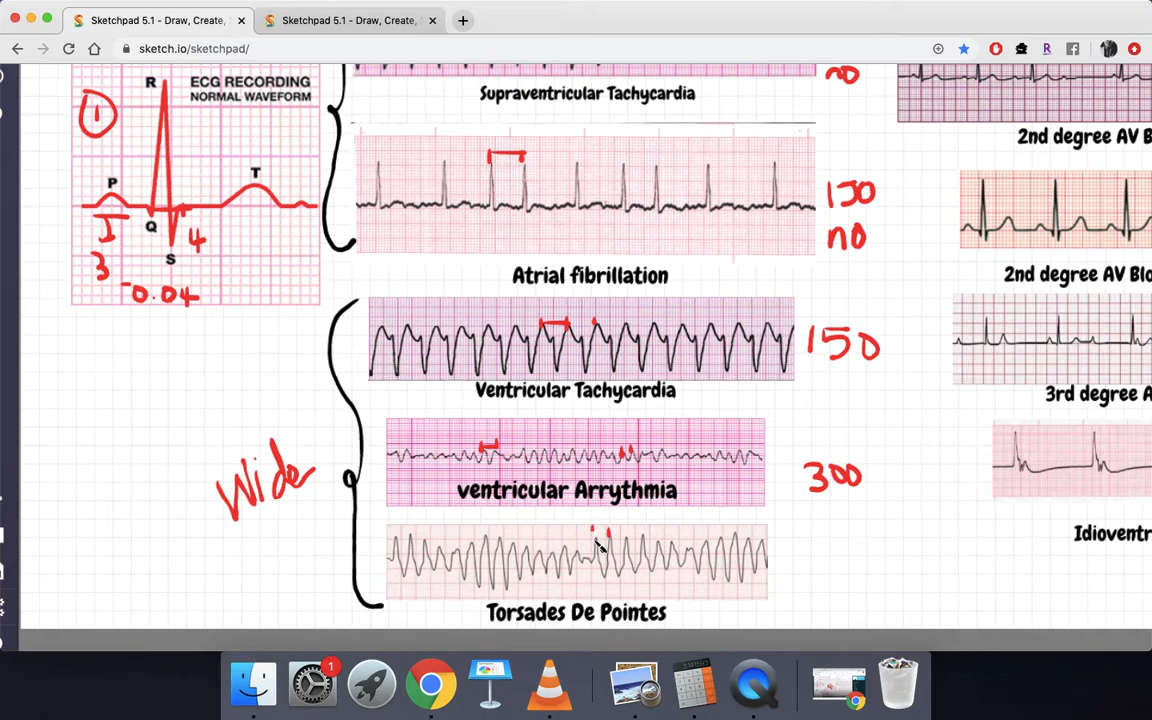 Sketchpad 5.1 - Draw, Create,
Sketchpad 5.1 - Draw, Create,
sketch.io/sketchpad/
R
ECG RECORDING
NORMAL WAVEFORM
1
P
T
Q
S
3
4
0.04
Supraventricular Tachycardia
no
Atrial fibrillation
150
no
Ventricular Tachycardia
150
ventricular Arrythmia
300
Torsades De Pointes
Wide
2nd degree AV B
2nd degree AV Blo
3rd degree A
Idioventr
1